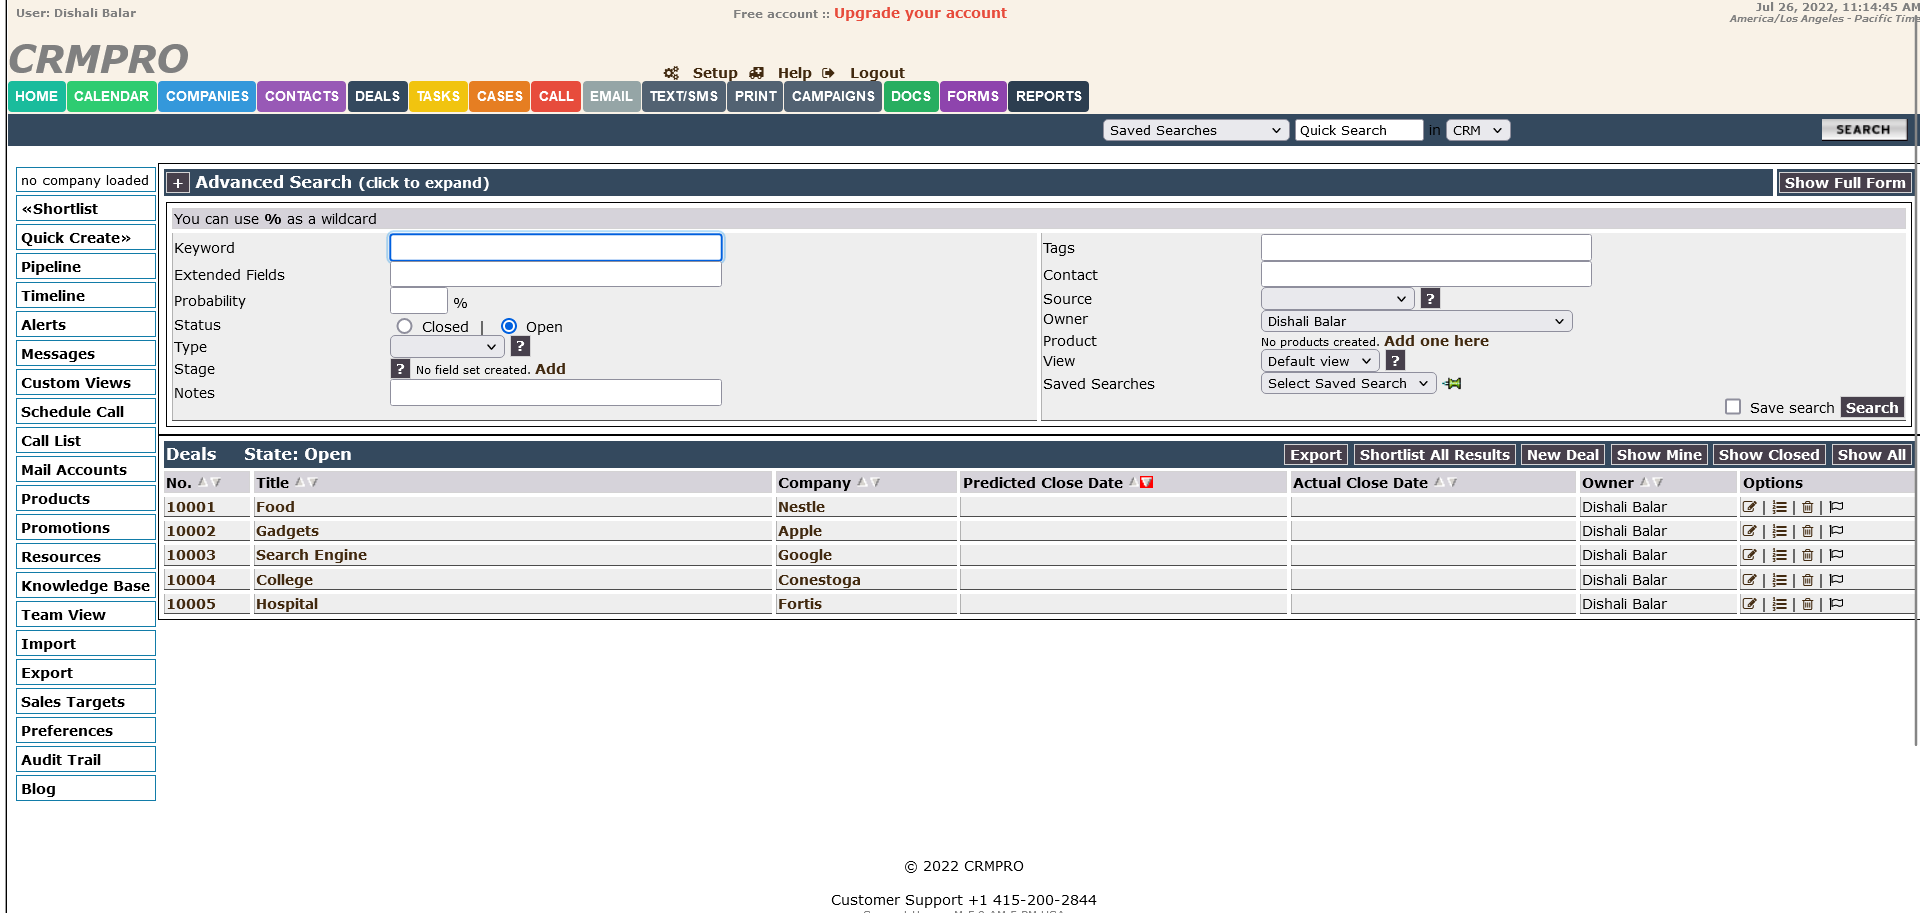 User: Dishali Balar
Free account :: Upgrade your account
Jul 26, 2022, 11:14:45 AM
America/Los Angeles - Pacific Time
CRMPRO
Setup Help Logout
HOME CALENDAR COMPANIES CONTACTS DEALS TASKS CASES CALL EMAIL TEXT/SMS PRINT CAMPAIGNS DOCS FORMS REPORTS
Saved Searches Quick Search in CRM SEARCH
no company loaded
«Shortlist
Quick Create»
Pipeline
Timeline
Alerts
Messages
Custom Views
Schedule Call
Call List
Mail Accounts
Products
Promotions
Resources
Knowledge Base
Team View
Import
Export
Sales Targets
Preferences
Audit Trail
Blog
+ Advanced Search (click to expand) Show Full Form
You can use % as a wildcard
Keyword
Extended Fields
Probability %
Status Closed | Open
Type ?
Stage ? No field set created. Add
Notes
Tags
Contact
Source ?
Owner Dishali Balar
Product No products created. Add one here
View Default view ?
Saved Searches Select Saved Search
Save search Search
Deals State: Open Export Shortlist All Results New Deal Show Mine Show Closed Show All
No. Title Company Predicted Close Date Actual Close Date Owner Options
10001 Food Nestle Dishali Balar | | |
10002 Gadgets Apple Dishali Balar | | |
10003 Search Engine Google Dishali Balar | | |
10004 College Conestoga Dishali Balar | | |
10005 Hospital Fortis Dishali Balar | | |
© 2022 CRMPRO
Customer Support +1 415-200-2844